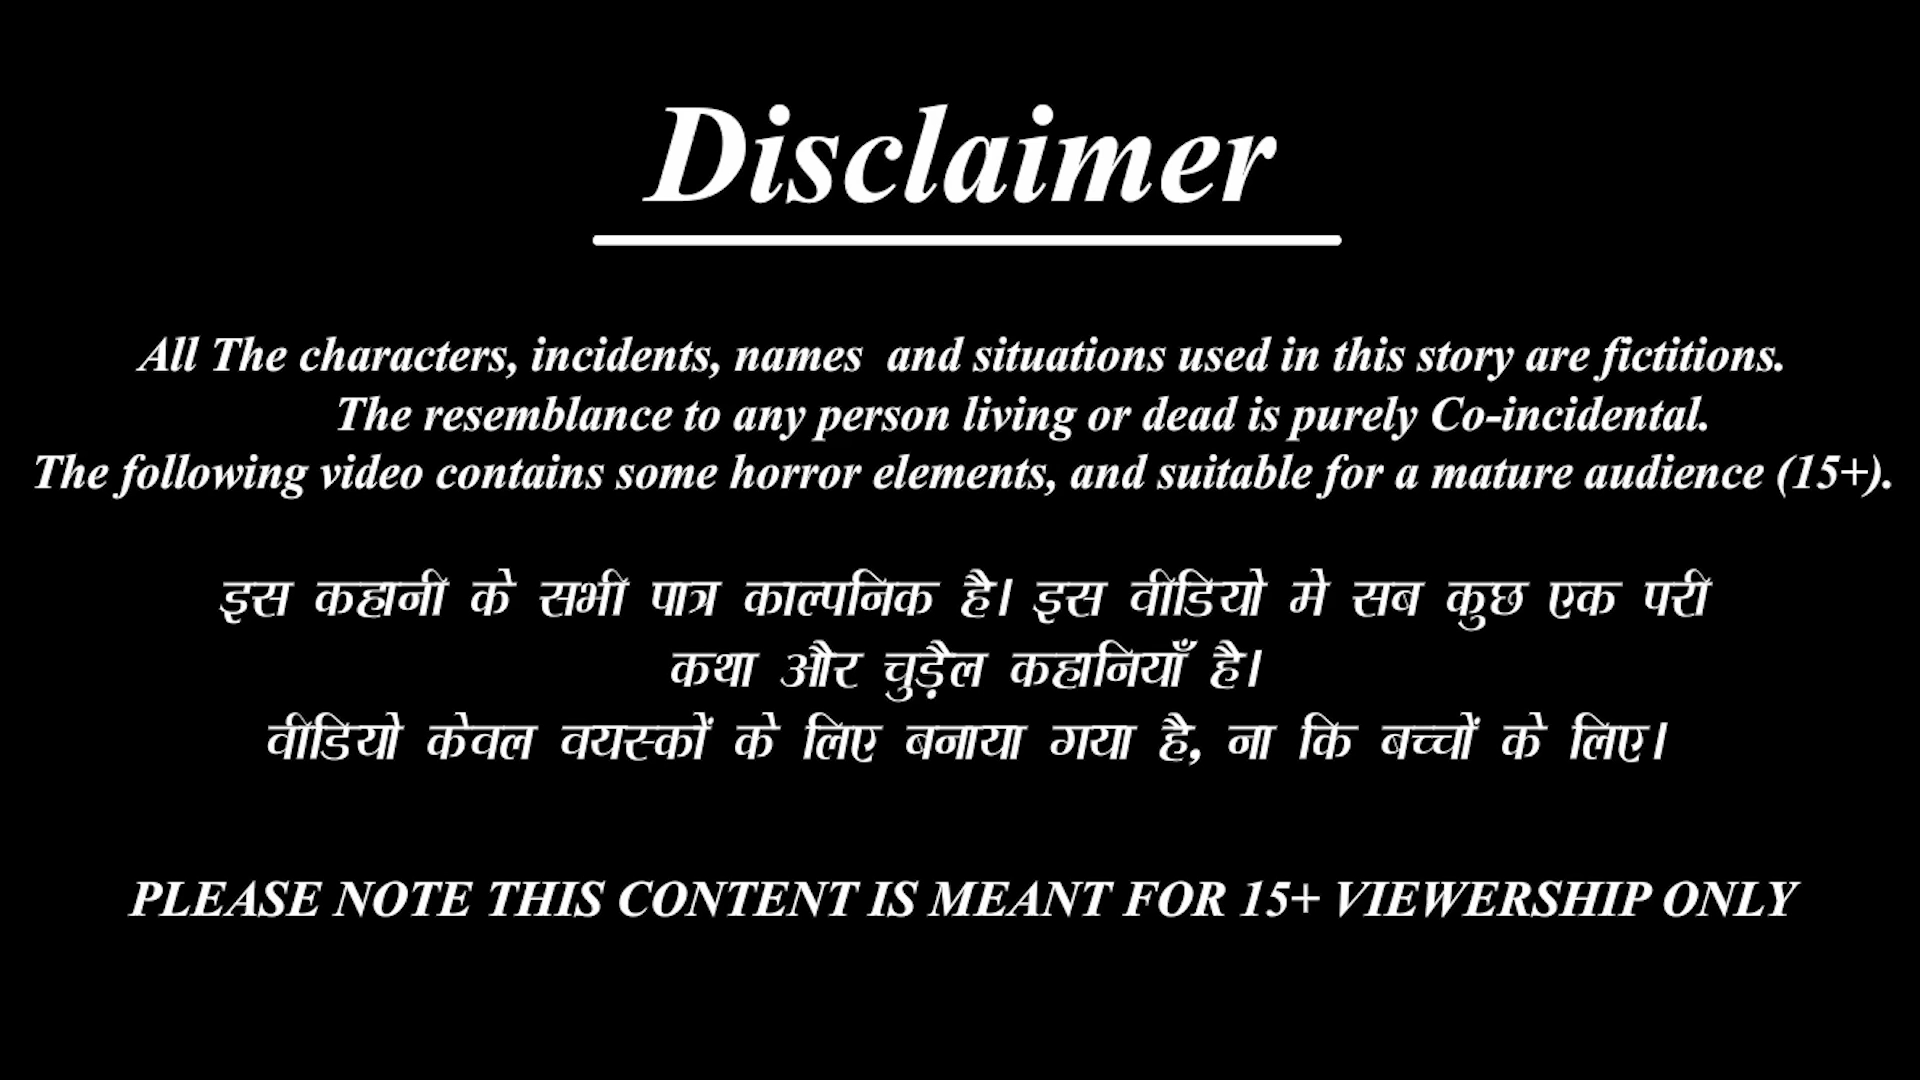 Disclaimer
All The characters, incidents, names and situations used in this story are fictitions.
The resemblance to any person living or dead is purely Co-incidental.
The following video contains some horror elements, and suitable for a mature audience (15+).
इस कहानी के सभी पात्र काल्पनिक है। इस वीडियो मे सब कुछ एक परी
कथा और चुड़ैल कहानियाँ है।
वीडियो केवल वयस्कों के लिए बनाया गया है, ना कि बच्चों के लिए।
PLEASE NOTE THIS CONTENT IS MEANT FOR 15+ VIEWERSHIP ONLY